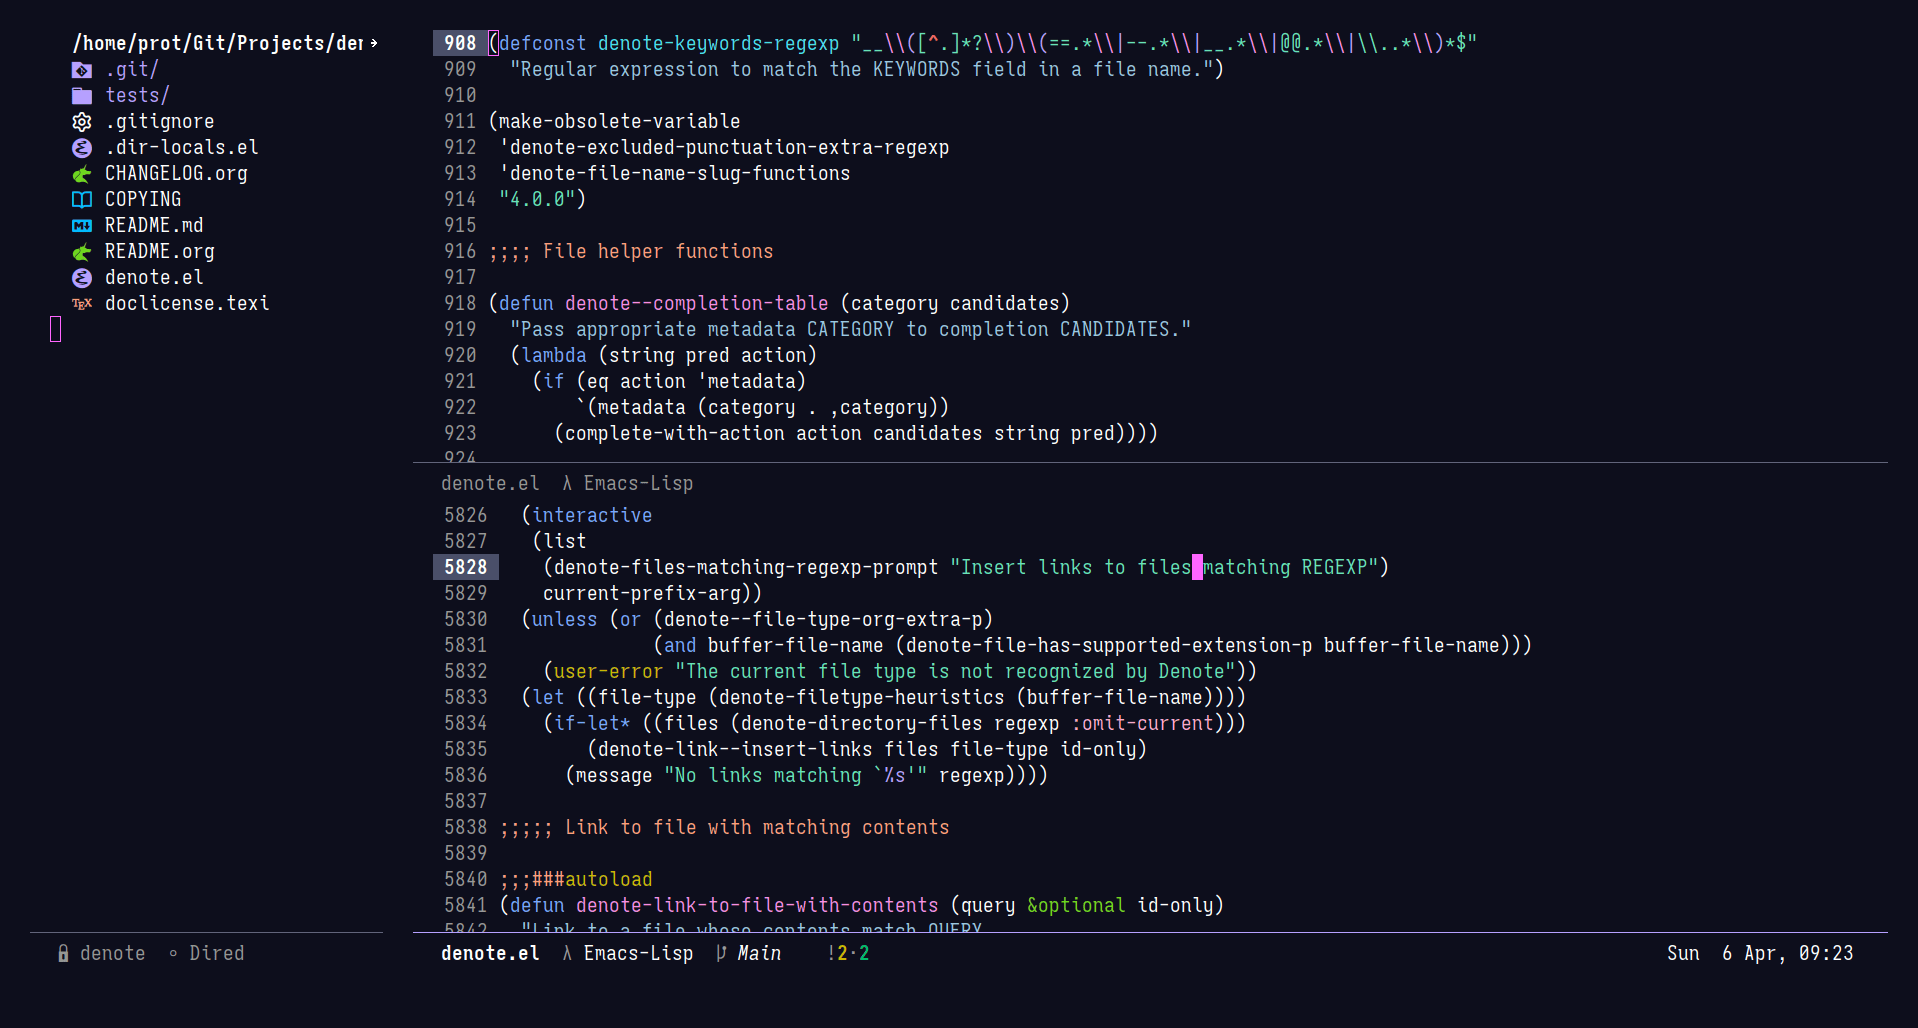 /home/prot/Git/Projects/der
.git/
tests/
.gitignore
.dir-locals.el
CHANGELOG.org
COPYING
README.md
README.org
denote.el
doclicense.texi
denote ∘ Dired
908 (defconst denote-keywords-regexp "__\\([^.]*?\\)\\(==.*\\|--.*\\|__.*\\|@@.*\\|\\..*\\)*$"
909   "Regular expression to match the KEYWORDS field in a file name.")
910
911 (make-obsolete-variable
912  'denote-excluded-punctuation-extra-regexp
913  'denote-file-name-slug-functions
914  "4.0.0")
915
916 ;;;; File helper functions
917
918 (defun denote--completion-table (category candidates)
919   "Pass appropriate metadata CATEGORY to completion CANDIDATES."
920   (lambda (string pred action)
921     (if (eq action 'metadata)
922         `(metadata (category . ,category))
923       (complete-with-action action candidates string pred))))
924
denote.el λ Emacs-Lisp
5826   (interactive
5827    (list
5828     (denote-files-matching-regexp-prompt "Insert links to files matching REGEXP")
5829     current-prefix-arg))
5830   (unless (or (denote--file-type-org-extra-p)
5831               (and buffer-file-name (denote-file-has-supported-extension-p buffer-file-name)))
5832     (user-error "The current file type is not recognized by Denote"))
5833   (let ((file-type (denote-filetype-heuristics (buffer-file-name))))
5834     (if-let* ((files (denote-directory-files regexp :omit-current)))
5835         (denote-link--insert-links files file-type id-only)
5836       (message "No links matching `%s'" regexp))))
5837
5838 ;;;;; Link to file with matching contents
5839
5840 ;;;###autoload
5841 (defun denote-link-to-file-with-contents (query &optional id-only)
5842   "Link to a file whose contents match QUERY.
denote.el λ Emacs-Lisp Main !2·2 Sun 6 Apr, 09:23